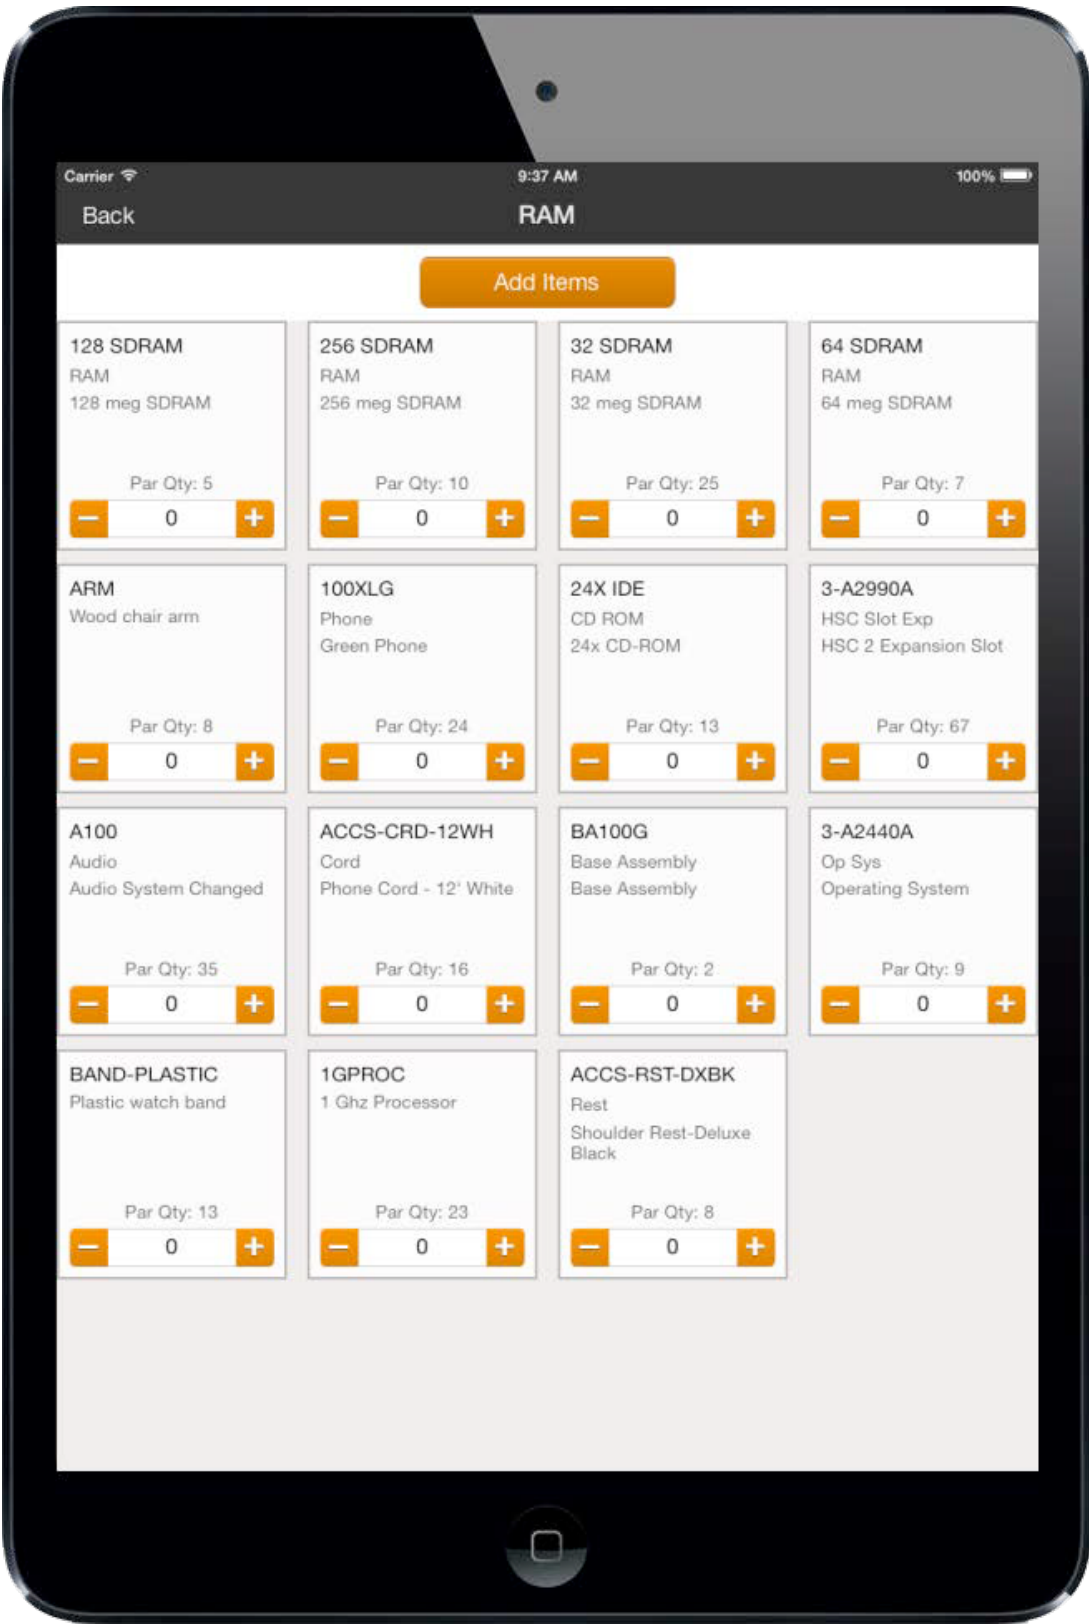 Carrier 9:37 AM 100%
Back RAM
Add Items
128 SDRAM
RAM
128 meg SDRAM
Par Qty: 5
0
256 SDRAM
RAM
256 meg SDRAM
Par Qty: 10
0
32 SDRAM
RAM
32 meg SDRAM
Par Qty: 25
0
64 SDRAM
RAM
64 meg SDRAM
Par Qty: 7
0
ARM
Wood chair arm
Par Qty: 8
0
100XLG
Phone
Green Phone
Par Qty: 24
0
24X IDE
CD ROM
24x CD-ROM
Par Qty: 13
0
3-A2990A
HSC Slot Exp
HSC 2 Expansion Slot
Par Qty: 67
0
A100
Audio
Audio System Changed
Par Qty: 35
0
ACCS-CRD-12WH
Cord
Phone Cord - 12' White
Par Qty: 16
0
BA100G
Base Assembly
Base Assembly
Par Qty: 2
0
3-A2440A
Op Sys
Operating System
Par Qty: 9
0
BAND-PLASTIC
Plastic watch band
Par Qty: 13
0
1GPROC
1 Ghz Processor
Par Qty: 23
0
ACCS-RST-DXBK
Rest
Shoulder Rest-Deluxe
Black
Par Qty: 8
0